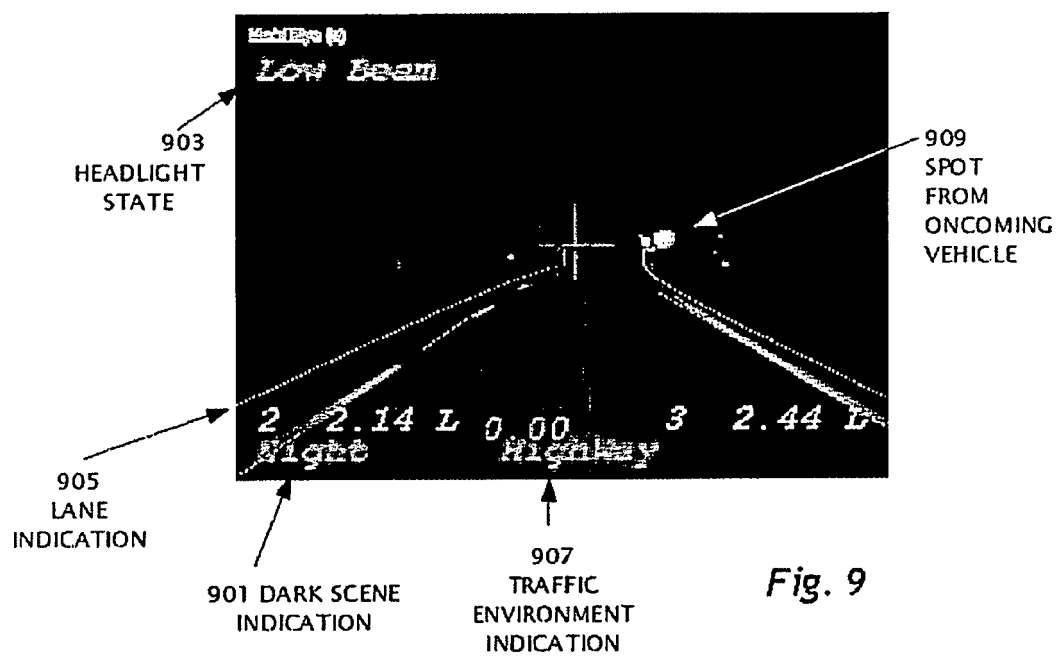 Low Beam
903
HEADLIGHT
STATE
909
SPOT
FROM
ONCOMING
VEHICLE
2 2.14 L 0.00 3 2.44 L
Night Highway
905
LANE
INDICATION
901 DARK SCENE
INDICATION
907
TRAFFIC
ENVIRONMENT
INDICATION
Fig. 9